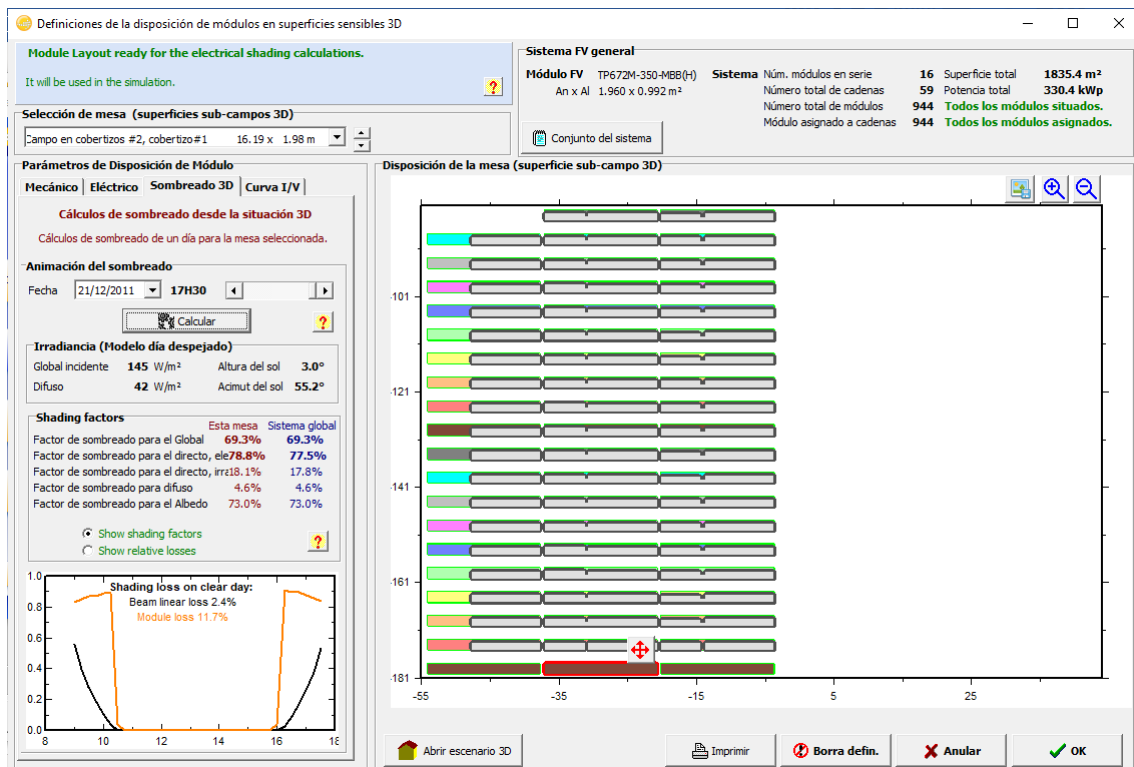 Definiciones de la disposición de módulos en superficies sensibles 3D
Module Layout ready for the electrical shading calculations.
It will be used in the simulation.
?
Selección de mesa (superficies sub-campos 3D)
Campo en cobertizos #2, cobertizo#1 16.19 x 1.98 m
Sistema FV general
Módulo FV TP672M-350-MBB(H) Sistema Núm. módulos en serie 16 Superficie total 1835.4 m²
An x Al 1.960 x 0.992 m² Número total de cadenas 59 Potencia total 330.4 kWp
Número total de módulos 944 Todos los módulos situados.
Módulo asignado a cadenas 944 Todos los módulos asignados.
Conjunto del sistema
Parámetros de Disposición de Módulo
Mecánico Eléctrico Sombreado 3D Curva I/V
Cálculos de sombreado desde la situación 3D
Cálculos de sombreado de un día para la mesa seleccionada.
Animación del sombreado
Fecha 21/12/2011 17H30
Calcular
?
Irradiancia (Modelo día despejado)
Global incidente 145 W/m² Altura del sol 3.0°
Difuso 42 W/m² Acimut del sol 55.2°
Shading factors
Esta mesa Sistema global
Factor de sombreado para el Global 69.3% 69.3%
Factor de sombreado para el directo, ele 78.8% 77.5%
Factor de sombreado para el directo, irra 18.1% 17.8%
Factor de sombreado para difuso 4.6% 4.6%
Factor de sombreado para el Albedo 73.0% 73.0%
Show shading factors
Show relative losses
?
Shading loss on clear day:
Beam linear loss 2.4%
Module loss 11.7%
1.0
0.8
0.6
0.4
0.2
0.0
8 10 12 14 16 18
Disposición de la mesa (superficie sub-campo 3D)
-101
-121
-141
-161
-181
-55 -35 -15 5 25
Abrir escenario 3D
Imprimir
Borra defin.
Anular
OK